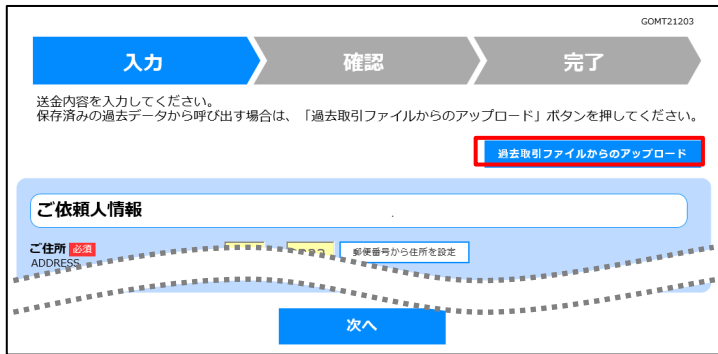 GOMT21203
入力
確認
完了
送金内容を入力してください。
保存済みの過去データから呼び出す場合は、「過去取引ファイルからのアップロード」ボタンを押してください。
過去取引ファイルからのアップロード
ご依頼人情報
ご住所 必須
郵便番号から住所を設定
ADDRESS
次へ